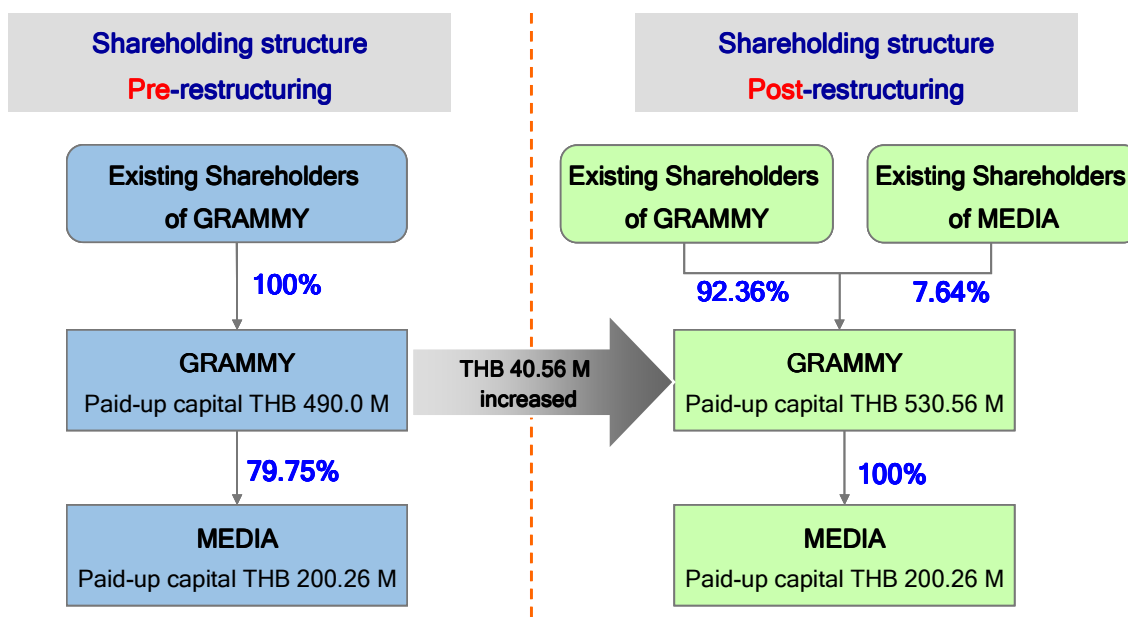 Shareholding structure
Pre-restructuring
Existing Shareholders
of GRAMMY
100%
GRAMMY
Paid-up capital THB 490.0 M
79.75%
MEDIA
Paid-up capital THB 200.26 M
THB 40.56 M
increased
Shareholding structure
Post-restructuring
Existing Shareholders
of GRAMMY
Existing Shareholders
of MEDIA
92.36%
7.64%
GRAMMY
Paid-up capital THB 530.56 M
100%
MEDIA
Paid-up capital THB 200.26 M